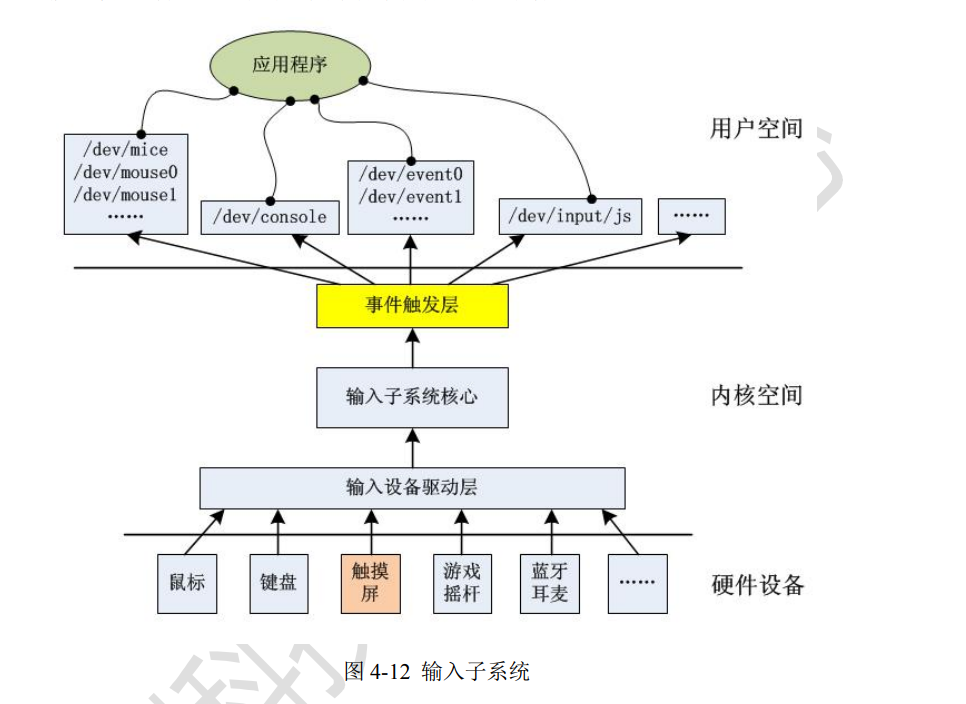 应用程序
用户空间
/dev/mice
/dev/mouse0
/dev/mouse1
……
/dev/console
/dev/event0
/dev/event1
……
/dev/input/js
……
事件触发层
输入子系统核心
内核空间
输入设备驱动层
鼠标
键盘
触摸
屏
游戏
摇杆
蓝牙
耳麦
……
硬件设备
图 4-12 输入子系统